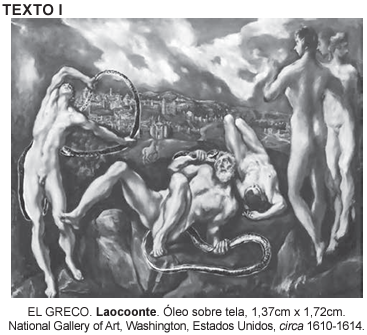 TEXTO I
EL GRECO. Laocoonte. Óleo sobre tela, 1,37cm x 1,72cm.
National Gallery of Art, Washington, Estados Unidos, circa 1610-1614.